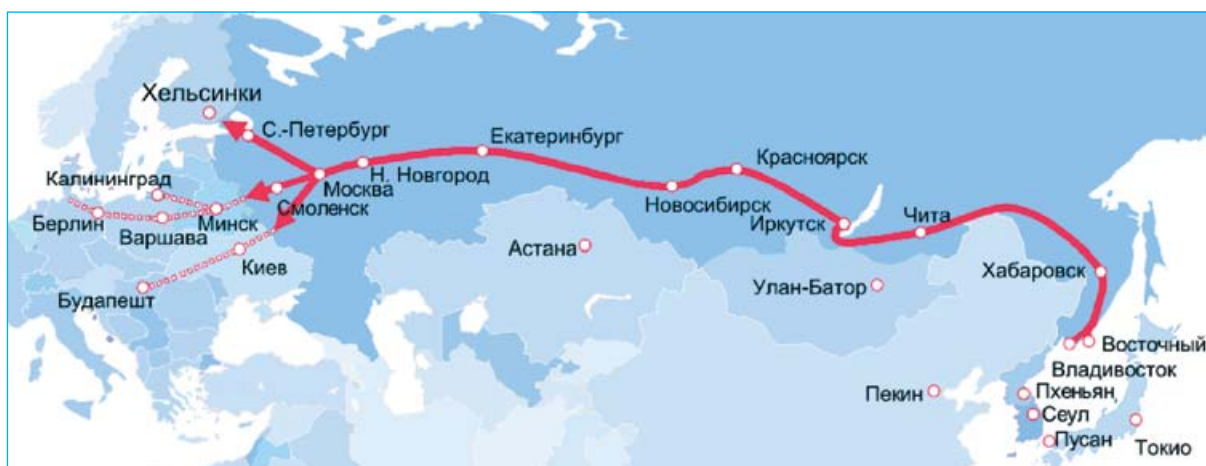 Хельсинки
С.-Петербург
Екатеринбург
Красноярск
Н. Новгород
Москва
Калининград
Смоленск
Минск
Берлин
Варшава
Новосибирск
Иркутск
Чита
Астана
Киев
Хабаровск
Будапешт
Улан-Батор
Восточный
Владивосток
Пекин
Пхеньян
Сеул
Пусан
Токио